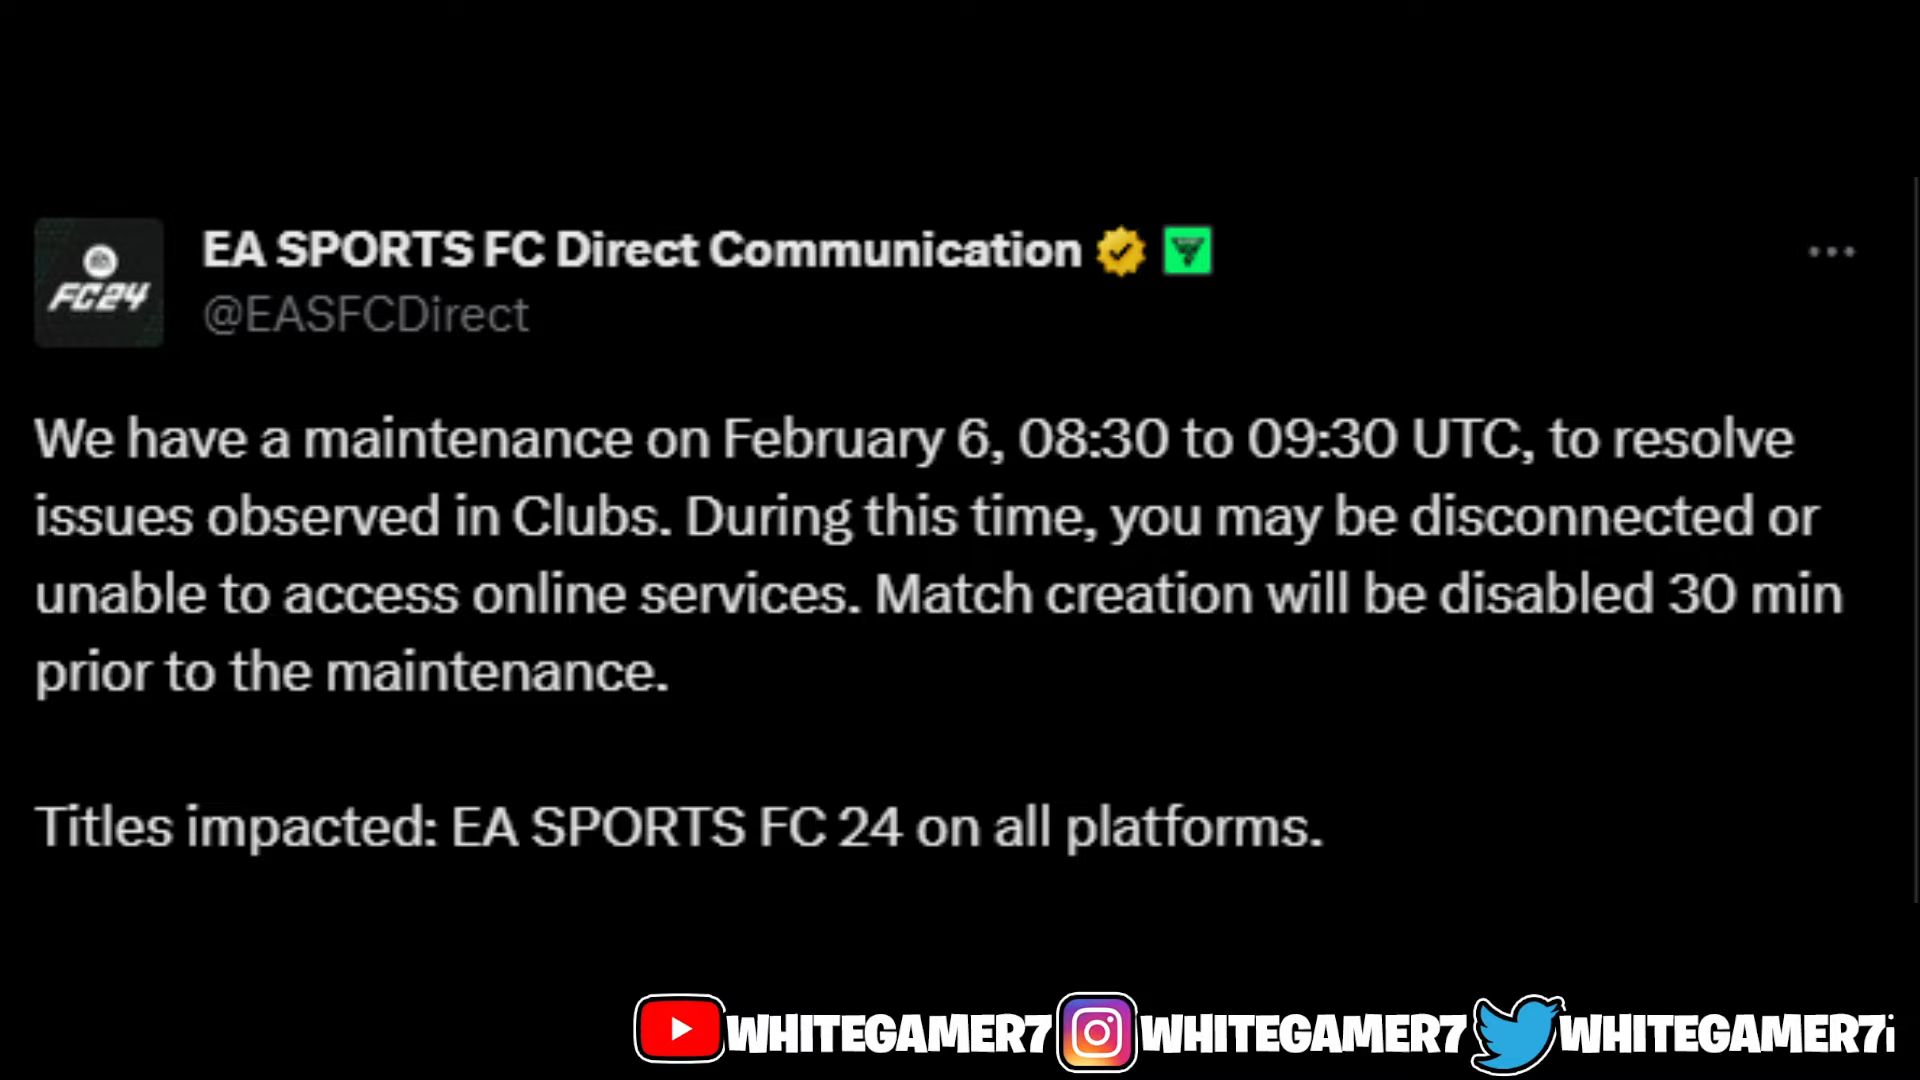 EA SPORTS FC Direct Communication
@EASFCDirect
FC24
We have a maintenance on February 6, 08:30 to 09:30 UTC, to resolve
issues observed in Clubs. During this time, you may be disconnected or
unable to access online services. Match creation will be disabled 30 min
prior to the maintenance.
Titles impacted: EA SPORTS FC 24 on all platforms.
WHITEGAMER7 WHITEGAMER7 WHITEGAMER7i